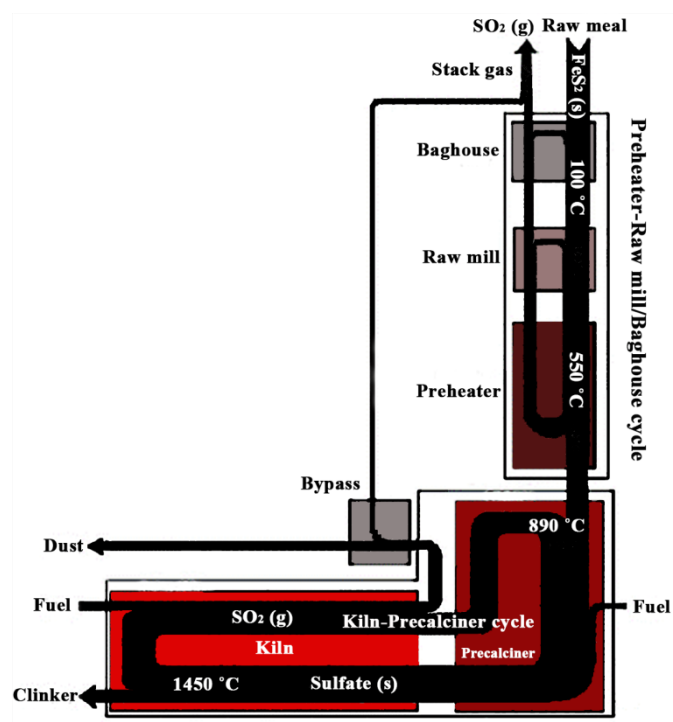 SO₂ (g) Raw meal
Stack gas
FeS₂ (s)
Baghouse
100 °C
Raw mill
Preheater-Raw mill/Baghouse cycle
550 °C
Preheater
Bypass
890 °C
Dust
Fuel
SO₂ (g)
Kiln-Precalciner cycle
Fuel
Kiln
Precalciner
Clinker
1450 °C
Sulfate (s)